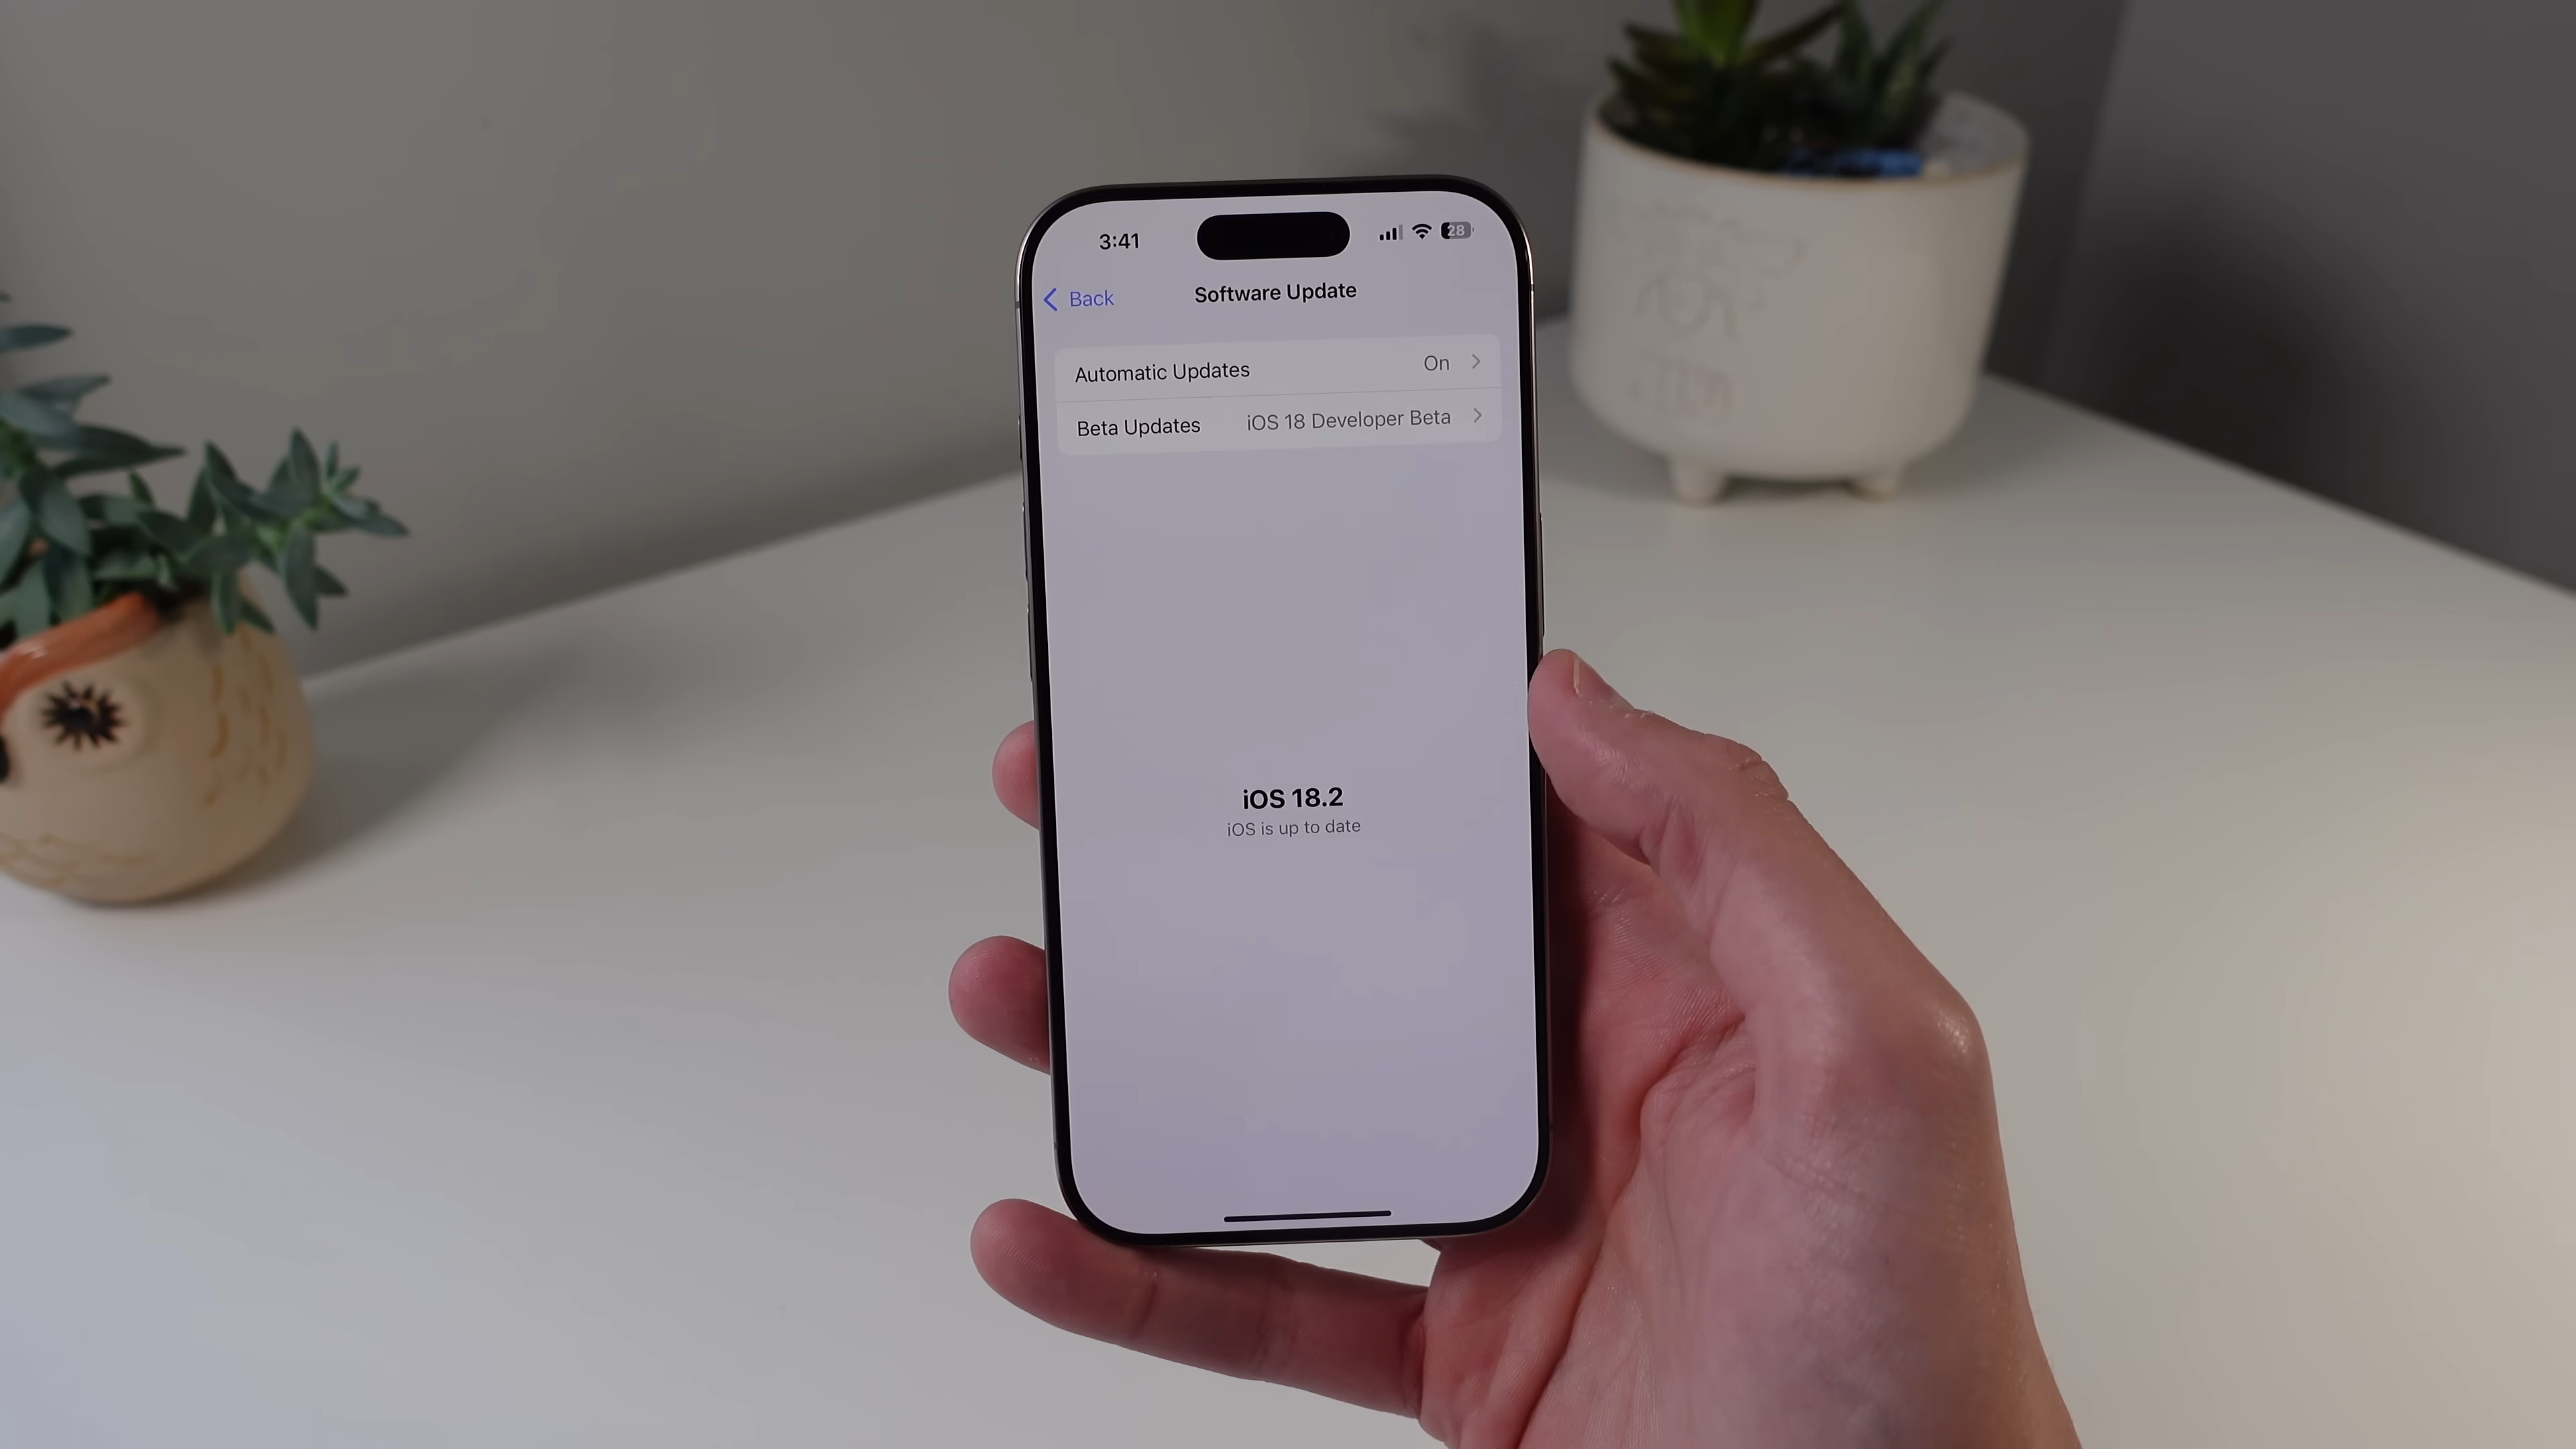 3:41
28
Back
Software Update
Automatic Updates On
Beta Updates iOS 18 Developer Beta
iOS 18.2
iOS is up to date